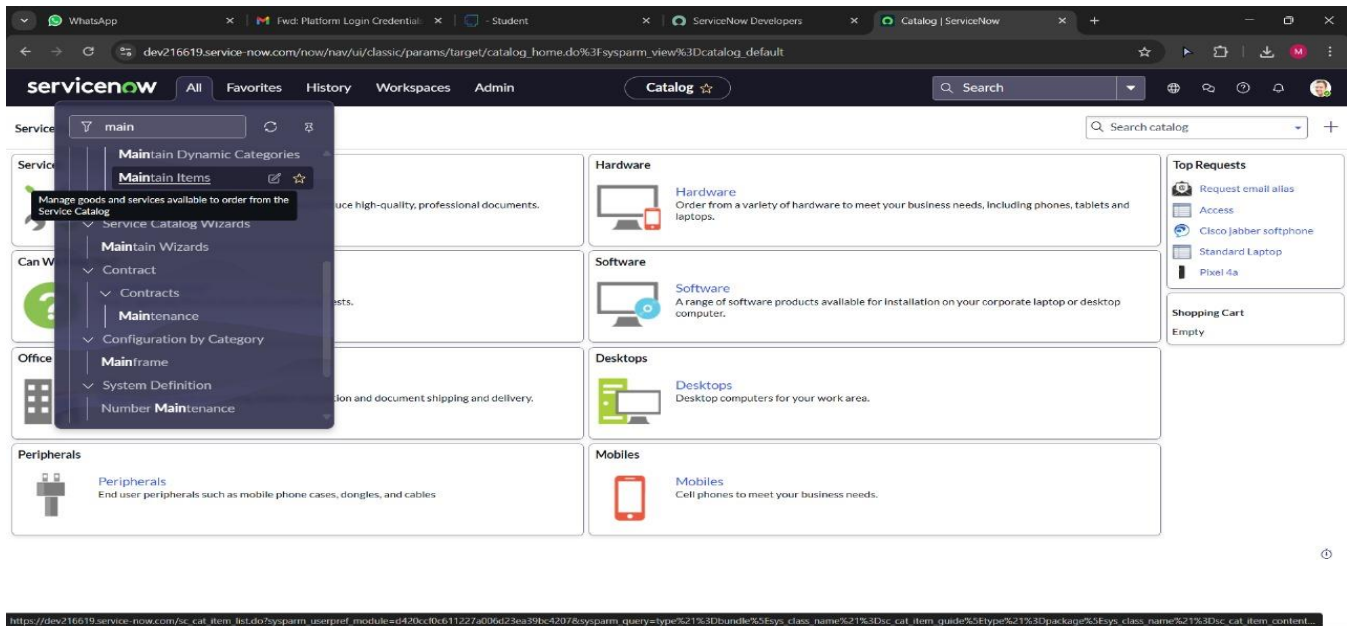 WhatsApp
Fwd: Platform Login Credential:
- Student
ServiceNow Developers
Catalog | ServiceNow
dev216619.service-now.com/now/nav/ui/classic/params/target/catalog_home.do%3Fsysparm_view%3Dcatalog_default
M
servicenow All Favorites History Workspaces Admin
Catalog
Search
Service
main
Search catalog
Maintain Dynamic Categories
Maintain Items
Manage goods and services available to order from the
Service Catalog
Service Catalog Wizards
Maintain Wizards
Contract
Contracts
Maintenance
Configuration by Category
Mainframe
System Definition
Number Maintenance
Service
uce high-quality, professional documents.
Hardware
Hardware
Order from a variety of hardware to meet your business needs, including phones, tablets and
laptops.
Can W
ests.
Software
Software
A range of software products available for installation on your corporate laptop or desktop
computer.
Office
ion and document shipping and delivery.
Desktops
Desktops
Desktop computers for your work area.
Peripherals
Peripherals
End user peripherals such as mobile phone cases, dongles, and cables
Mobiles
Mobiles
Cell phones to meet your business needs.
Top Requests
Request email alias
Access
Cisco jabber softphone
Standard Laptop
Pixel 4a
Shopping Cart
Empty
https://dev216619.service-now.com/sc_cat_item_list.do?sysparm_userpref_module=d420ccf0c611227a006d23ea39bc4207&sysparm_query=type%21%3Dbundle%5Esys_class_name%21%3Dsc_cat_item_guide%5Etype%21%3Dpackage%5Esys_class_name%21%3Dsc_cat_item_content...